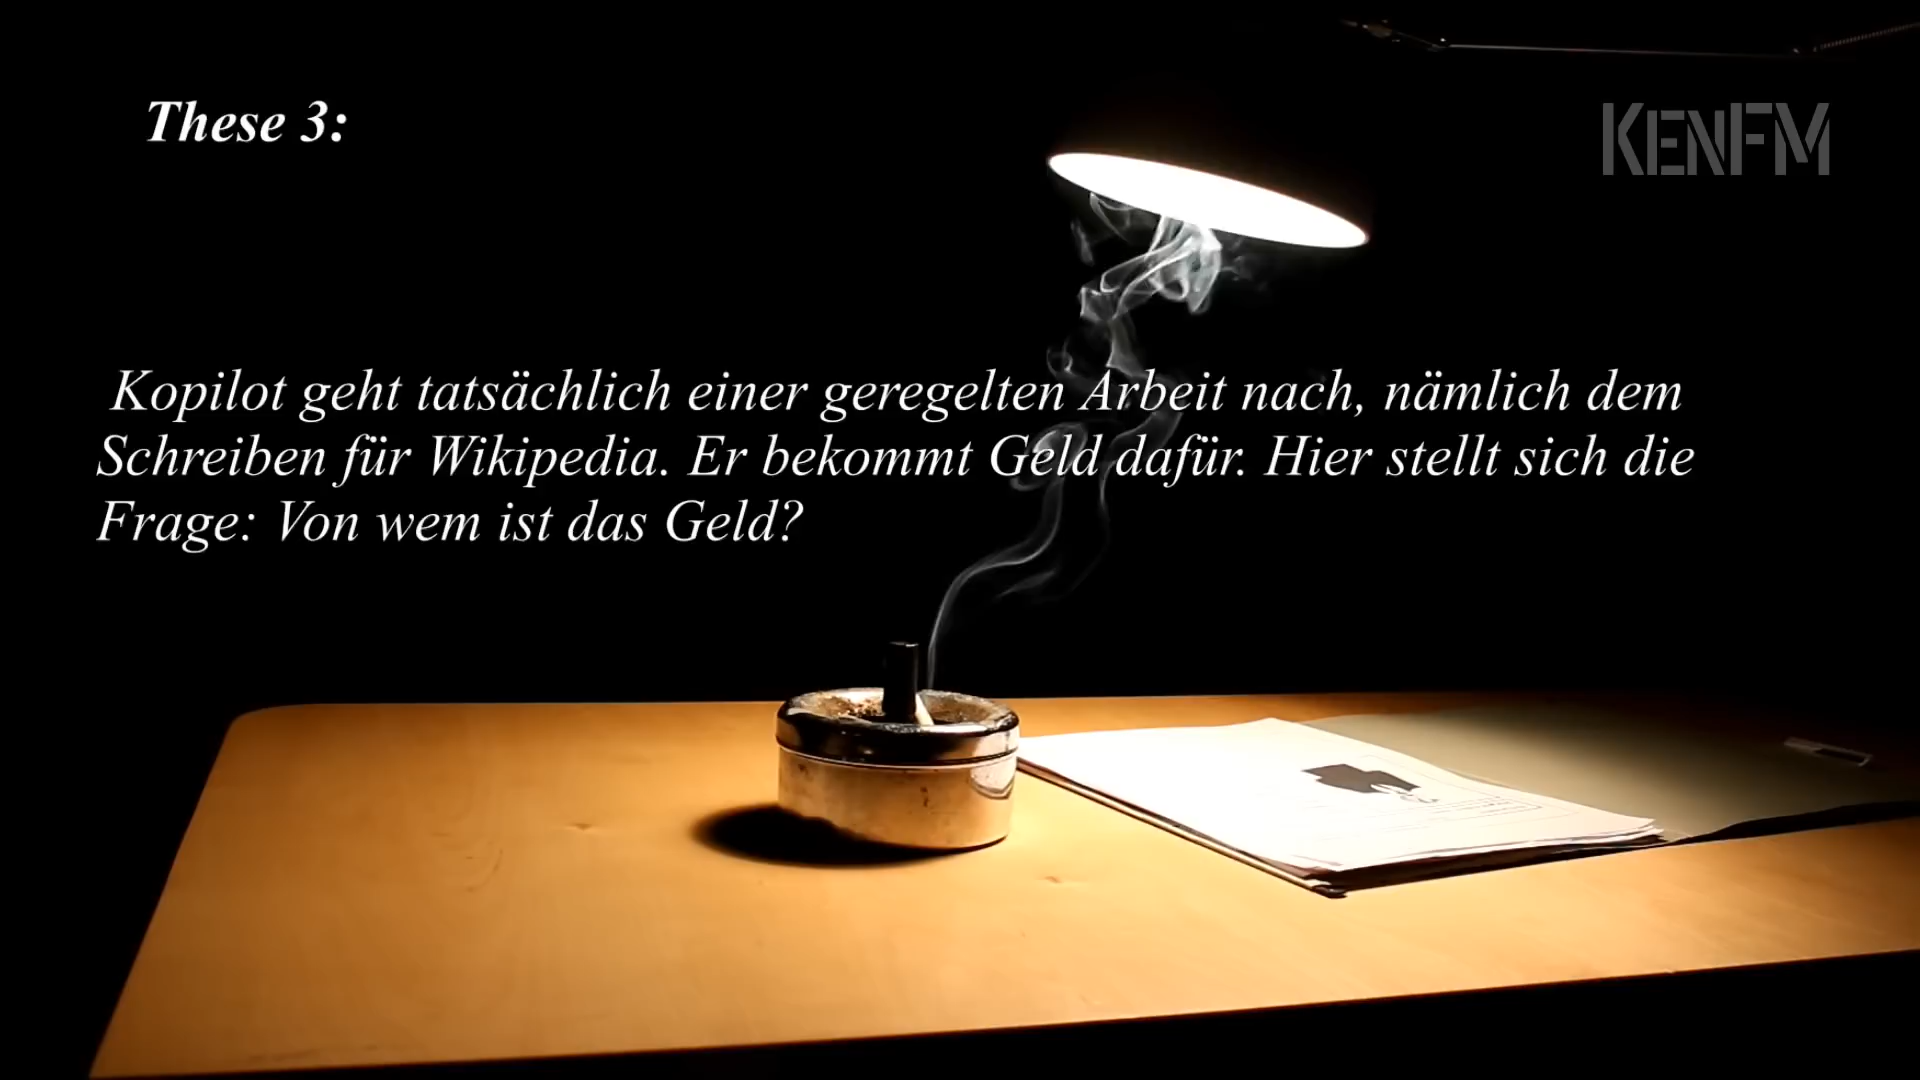 These 3:
KENFM
Kopilot geht tatsächlich einer geregelten Arbeit nach, nämlich dem
Schreiben für Wikipedia. Er bekommt Geld dafür. Hier stellt sich die
Frage: Von wem ist das Geld?